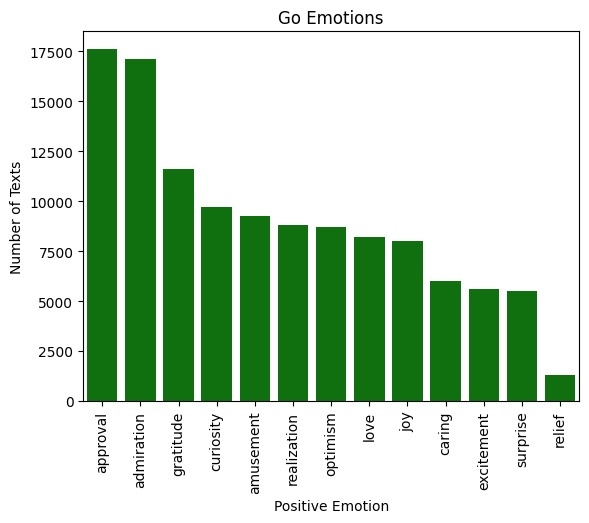 Go Emotions
Number of Texts
17500
15000
12500
10000
7500
5000
2500
0
approval
admiration
gratitude
curiosity
amusement
realization
optimism
love
joy
caring
excitement
surprise
relief
Positive Emotion